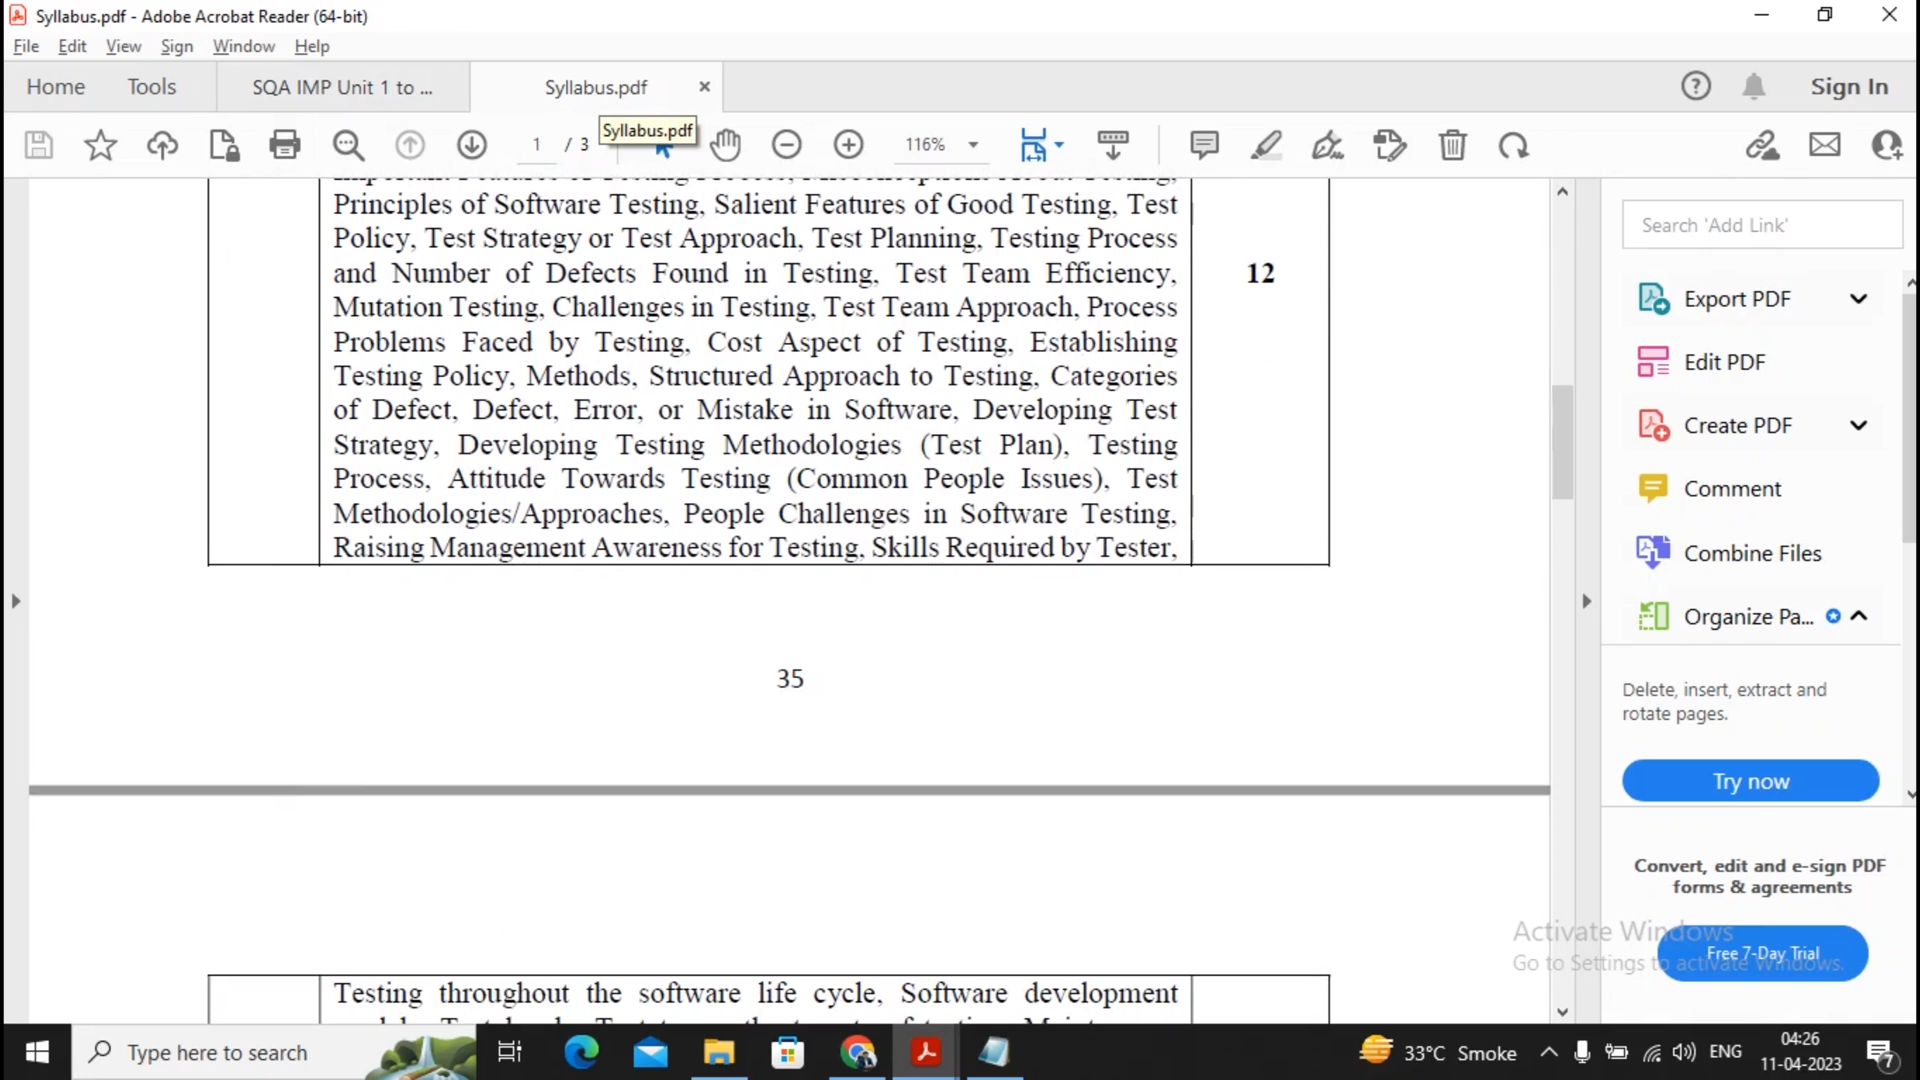 Syllabus.pdf - Adobe Acrobat Reader (64-bit)
File Edit View Sign Window Help
Home Tools SQA IMP Unit 1 to ... Syllabus.pdf Sign In
Syllabus.pdf
1 / 3 116%
Principles of Software Testing, Salient Features of Good Testing, Test
Policy, Test Strategy or Test Approach, Test Planning, Testing Process
and Number of Defects Found in Testing, Test Team Efficiency,
Mutation Testing, Challenges in Testing, Test Team Approach, Process
Problems Faced by Testing, Cost Aspect of Testing, Establishing
Testing Policy, Methods, Structured Approach to Testing, Categories
of Defect, Defect, Error, or Mistake in Software, Developing Test
Strategy, Developing Testing Methodologies (Test Plan), Testing
Process, Attitude Towards Testing (Common People Issues), Test
Methodologies/Approaches, People Challenges in Software Testing,
Raising Management Awareness for Testing, Skills Required by Tester,
12
35
Testing throughout the software life cycle, Software development
Search 'Add Link'
Export PDF
Edit PDF
Create PDF
Comment
Combine Files
Organize Pa...
Delete, insert, extract and
rotate pages.
Try now
Convert, edit and e-sign PDF
forms & agreements
Free 7-Day Trial
Activate Windows
Go to Settings to activate Windows.
Type here to search
33°C Smoke
ENG
04:26
11-04-2023
7